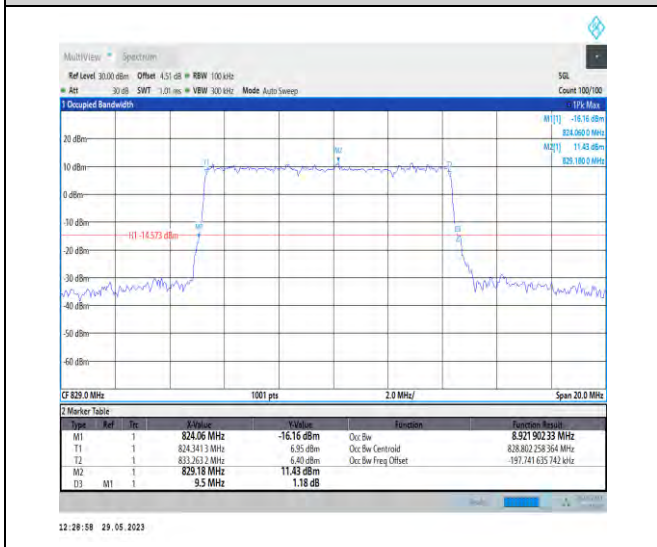 MultiView Spectrum
Ref Level 30.00 dBm Offset 4.51 dB RBW 100 kHz SGL
Att 30 dB SWT 1.01 ms VBW 300 kHz Mode Auto Sweep Count 100/100
1 Occupied Bandwidth 1Pk Max
M1[1] -16.16 dBm
824.060 0 MHz
M2[1] 11.43 dBm
829.180 0 MHz
20 dBm
M2
T1
10 dBm
0 dBm
-10 dBm
M1
D3
H1 -14.573 dBm
-20 dBm
-30 dBm
-40 dBm
-50 dBm
-60 dBm
CF 829.0 MHz 1001 pts 2.0 MHz/ Span 20.0 MHz
2 Marker Table
Type Ref Trc X-Value Y-Value Function Function Result
M1 1 824.06 MHz -16.16 dBm Occ Bw 8.921 902 33 MHz
T1 1 824.341 3 MHz 6.95 dBm Occ Bw Centroid 828.802 258 364 MHz
T2 1 833.263 2 MHz 6.40 dBm Occ Bw Freq Offset -197.741 635 742 kHz
M2 1 829.18 MHz 11.43 dBm
D3 M1 1 9.5 MHz 1.18 dB
12:28:58 29.05.2023